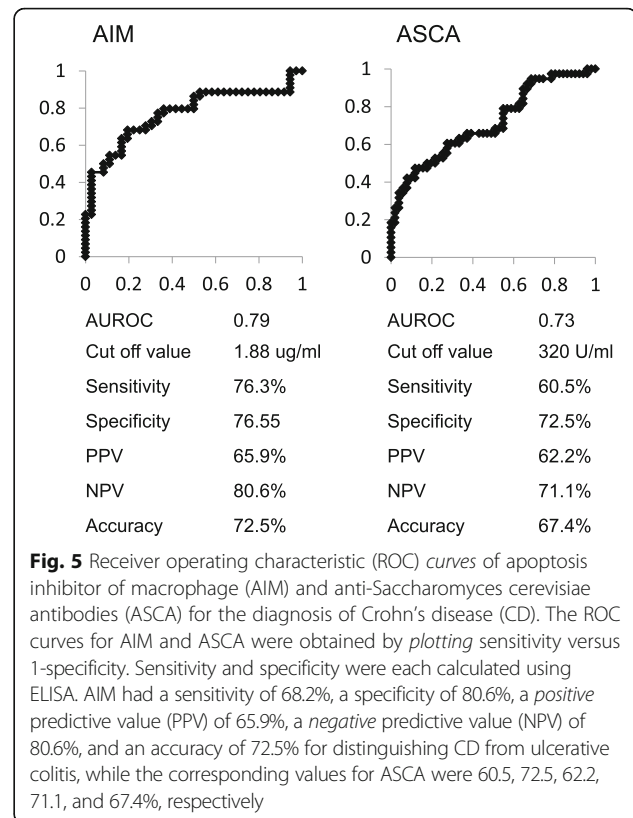 AIM
ASCA
1
0.8
0.6
0.4
0.2
0
0 0.2 0.4 0.6 0.8 1
1
0.8
0.6
0.4
0.2
0
0 0.2 0.4 0.6 0.8 1
AUROC 0.79
Cut off value 1.88 ug/ml
Sensitivity 76.3%
Specificity 76.55
PPV 65.9%
NPV 80.6%
Accuracy 72.5%
AUROC 0.73
Cut off value 320 U/ml
Sensitivity 60.5%
Specificity 72.5%
PPV 62.2%
NPV 71.1%
Accuracy 67.4%
Fig. 5 Receiver operating characteristic (ROC) curves of apoptosis
inhibitor of macrophage (AIM) and anti-Saccharomyces cerevisiae
antibodies (ASCA) for the diagnosis of Crohn's disease (CD). The ROC
curves for AIM and ASCA were obtained by plotting sensitivity versus
1-specificity. Sensitivity and specificity were each calculated using
ELISA. AIM had a sensitivity of 68.2%, a specificity of 80.6%, a positive
predictive value (PPV) of 65.9%, a negative predictive value (NPV) of
80.6%, and an accuracy of 72.5% for distinguishing CD from ulcerative
colitis, while the corresponding values for ASCA were 60.5, 72.5, 62.2,
71.1, and 67.4%, respectively